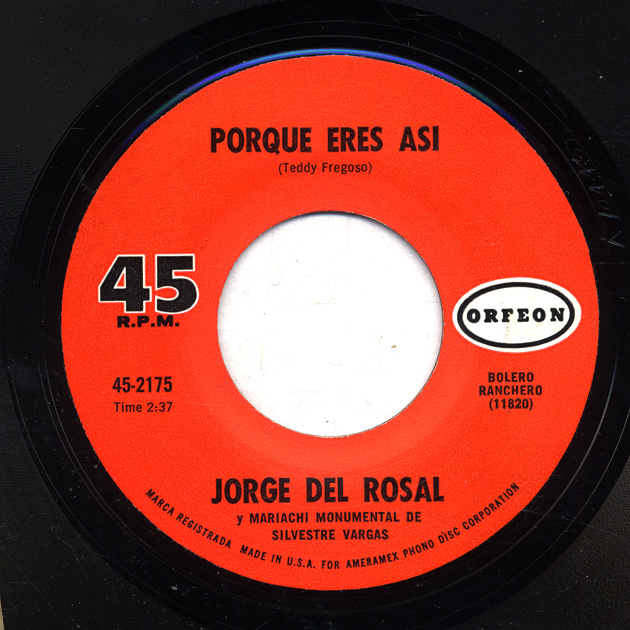 PORQUE ERES ASI
(Teddy Fregoso)
45
R.P.M.
ORFEON
45-2175
Time 2:37
BOLERO
RANCHERO
(11820)
JORGE DEL ROSAL
y MARIACHI MONUMENTAL DE
SILVESTRE VARGAS
MARCA REGISTRADA MADE IN U.S.A. FOR AMERAMEX PHONO DISC CORPORATION